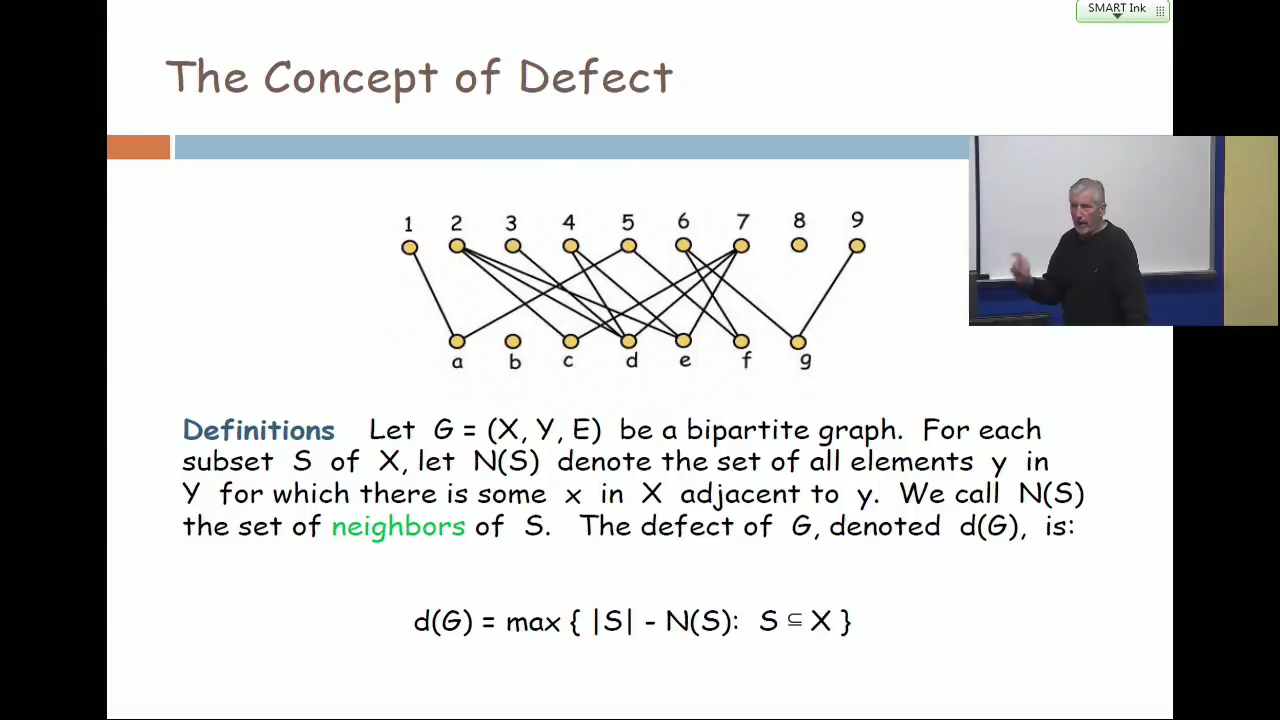 SMART Ink
The Concept of Defect
1 2 3 4 5 6 7 8 9
a b c d e f g
Definitions Let G = (X, Y, E) be a bipartite graph. For each
subset S of X, let N(S) denote the set of all elements y in
Y for which there is some x in X adjacent to y. We call N(S)
the set of neighbors of S. The defect of G, denoted d(G), is:
d(G) = max { |S| - N(S): S ⊆ X }